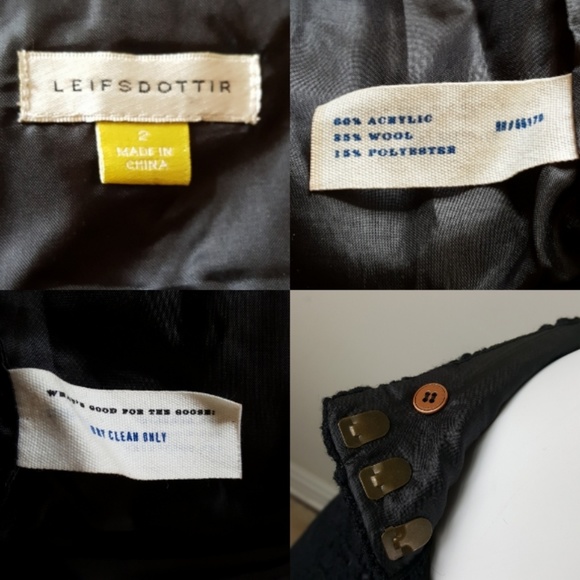 LEIFSDOTTIR
2
MADE IN
CHINA
60% ACRYLIC
25% WOOL
15% POLYESTER
WHAT'S GOOD FOR THE GOOSE:
DRY CLEAN ONLY